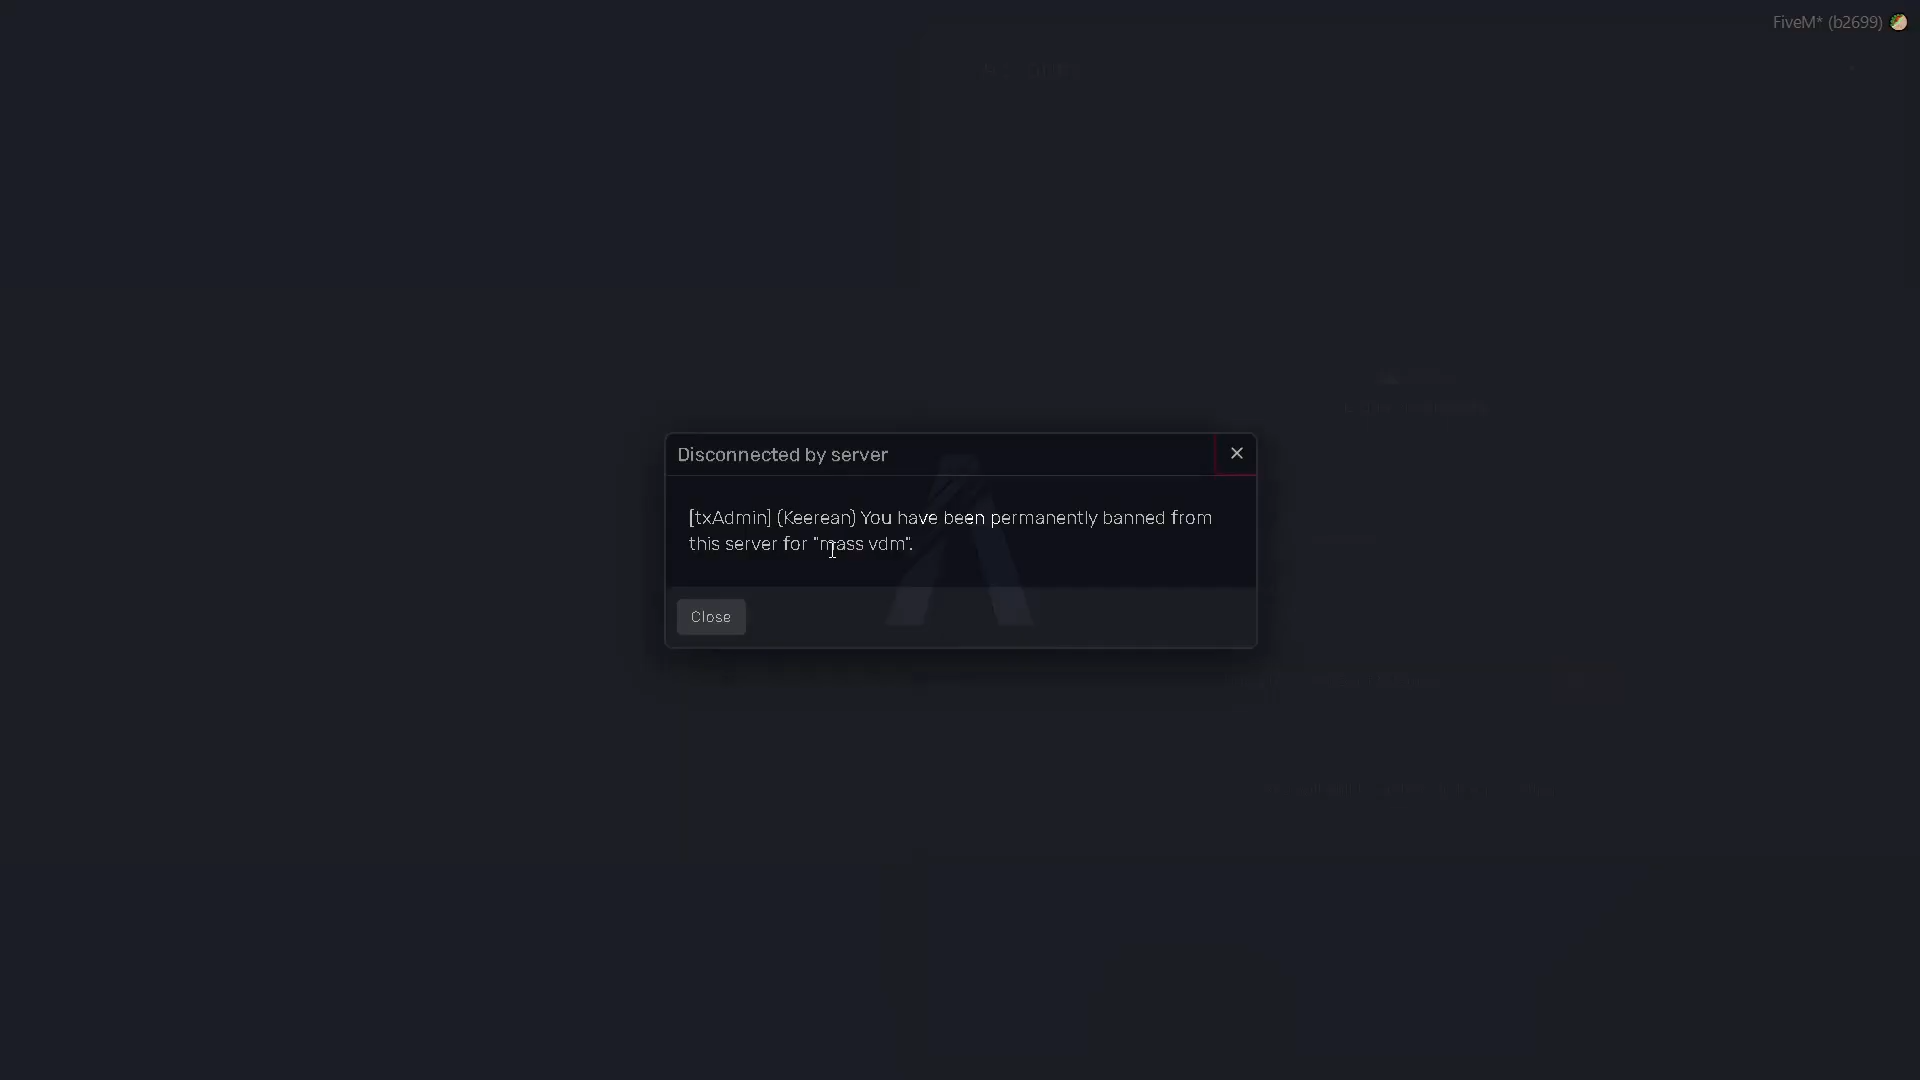 FiveM* (b2699)
Disconnected by server
[txAdmin] (Keerean) You have been permanently banned from
this server for "mass vdm".
Close